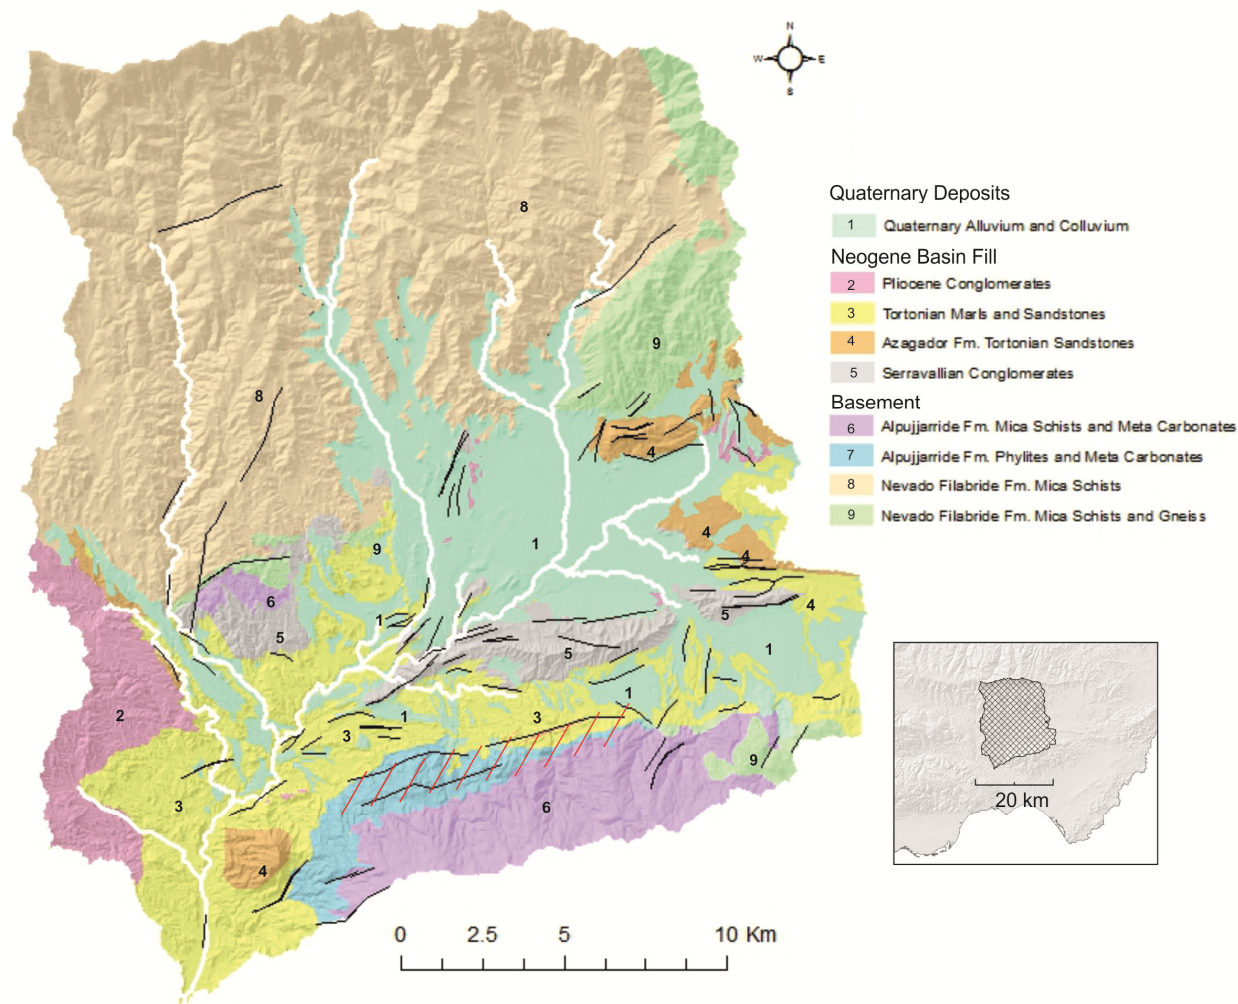 N
W E
S
Quaternary Deposits
1 Quaternary Alluvium and Colluvium
Neogene Basin Fill
2 Pliocene Conglomerates
3 Tortonian Marls and Sandstones
4 Azagador Fm. Tortonian Sandstones
5 Serravallian Conglomerates
Basement
6 Alpujjarride Fm. Mica Schists and Meta Carbonates
7 Alpujjarride Fm. Phylites and Meta Carbonates
8 Nevado Filabride Fm. Mica Schists
9 Nevado Filabride Fm. Mica Schists and Gneiss
8
9
8
4
4
1
9
4
6
4
1
5
5
1
5
1
2
1
3
3
9
3
6
4
20 km
0 2.5 5 10 Km